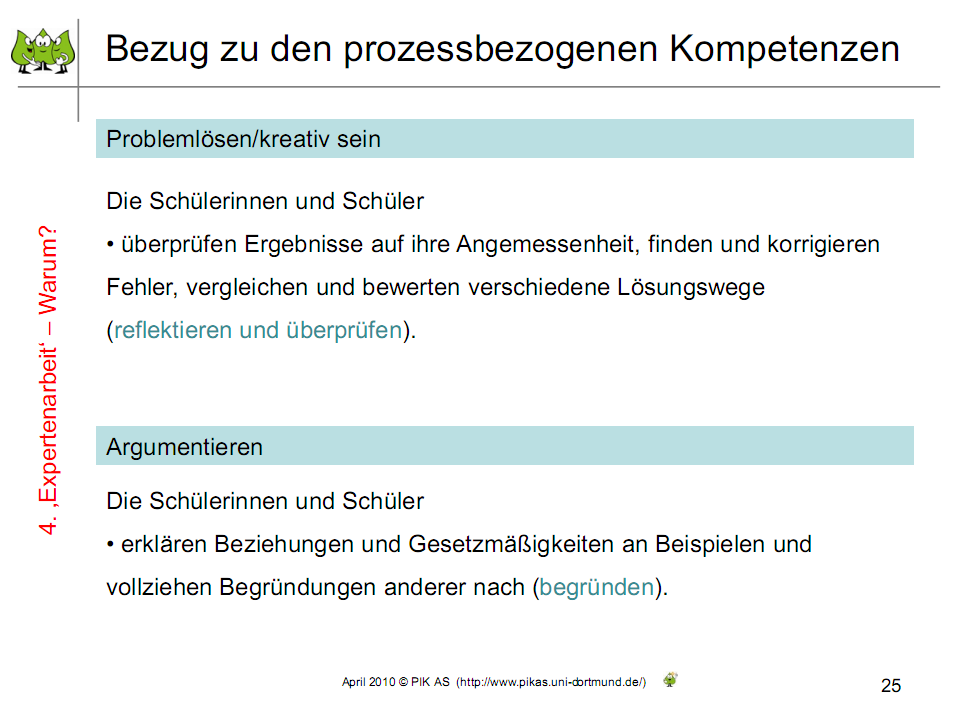 Bezug zu den prozessbezogenen Kompetenzen
4. ‚Expertenarbeit‘ – Warum?
Problemlösen/kreativ sein
Die Schülerinnen und Schüler
• überprüfen Ergebnisse auf ihre Angemessenheit, finden und korrigieren
Fehler, vergleichen und bewerten verschiedene Lösungswege
(reflektieren und überprüfen).
Argumentieren
Die Schülerinnen und Schüler
• erklären Beziehungen und Gesetzmäßigkeiten an Beispielen und
vollziehen Begründungen anderer nach (begründen).
April 2010 © PIK AS (http://www.pikas.uni-dortmund.de/)
25